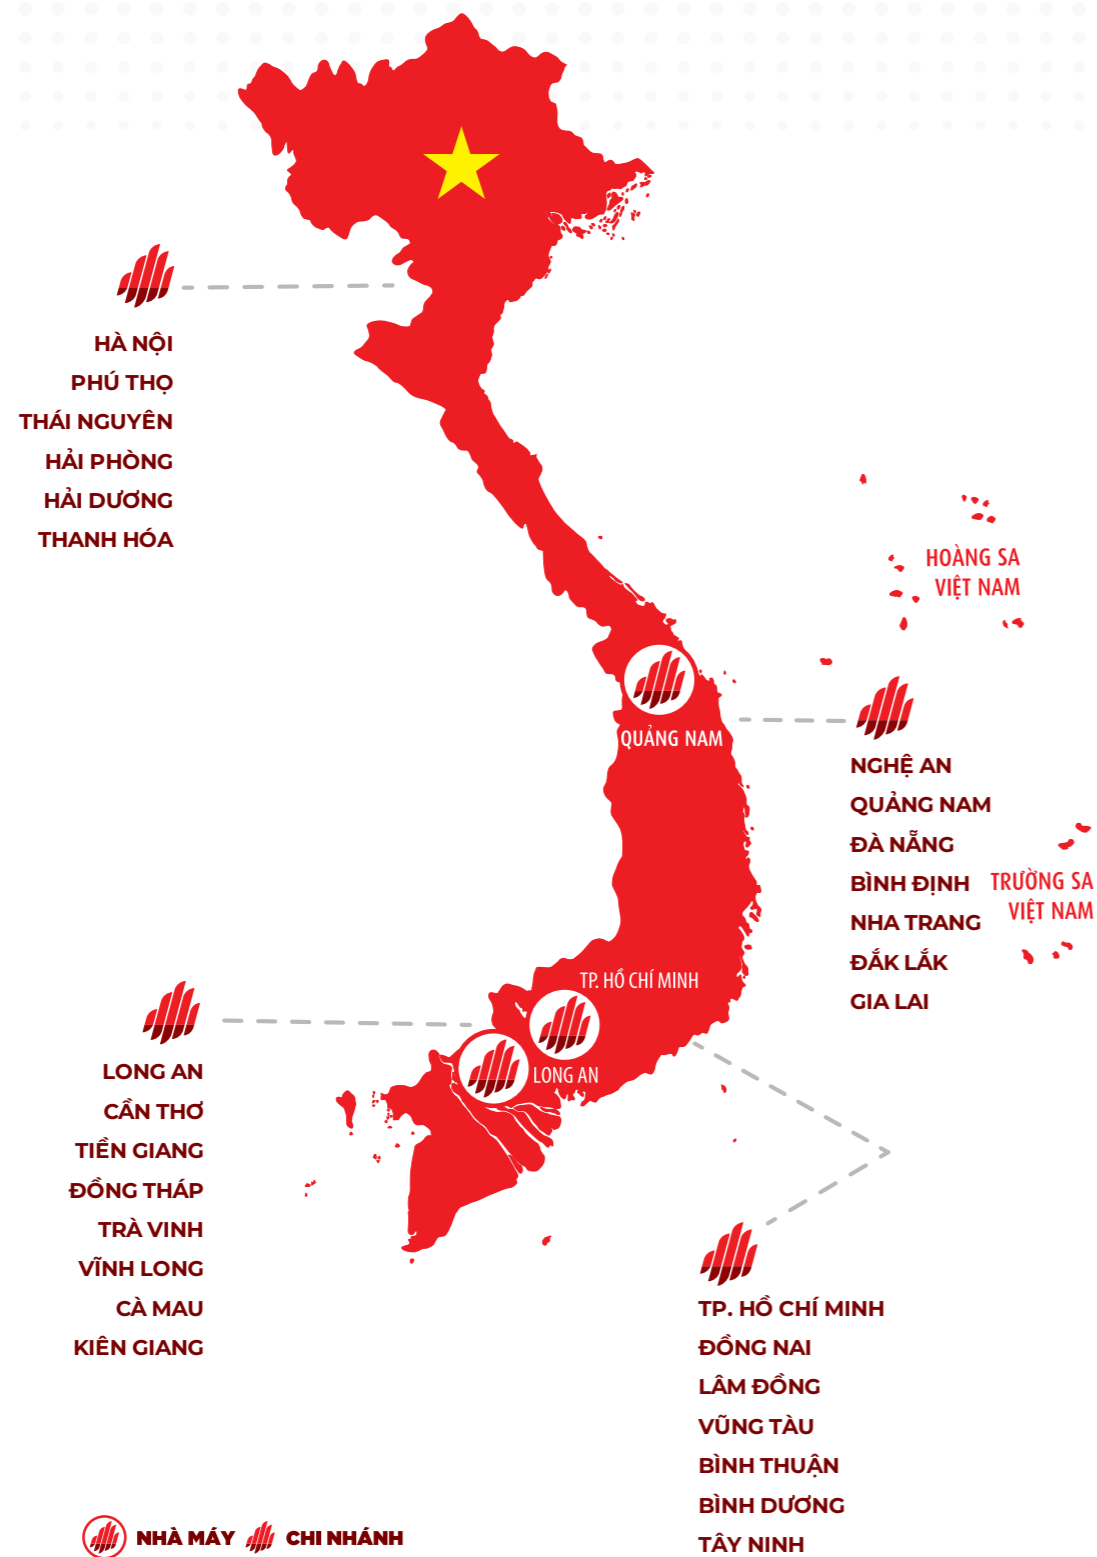 HÀ NỘI
PHÚ THỌ
THÁI NGUYÊN
HẢI PHÒNG
HẢI DƯƠNG
THANH HÓA
HOÀNG SA
VIỆT NAM
QUẢNG NAM
NGHỆ AN
QUẢNG NAM
ĐÀ NẴNG
BÌNH ĐỊNH
NHA TRANG
ĐẮK LẮK
GIA LAI
TRƯỜNG SA
VIỆT NAM
TP. HỒ CHÍ MINH
LONG AN
LONG AN
CẦN THƠ
TIỀN GIANG
ĐỒNG THÁP
TRÀ VINH
VĨNH LONG
CÀ MAU
KIÊN GIANG
TP. HỒ CHÍ MINH
ĐỒNG NAI
LÂM ĐỒNG
VŨNG TÀU
BÌNH THUẬN
BÌNH DƯƠNG
TÂY NINH
NHÀ MÁY CHI NHÁNH